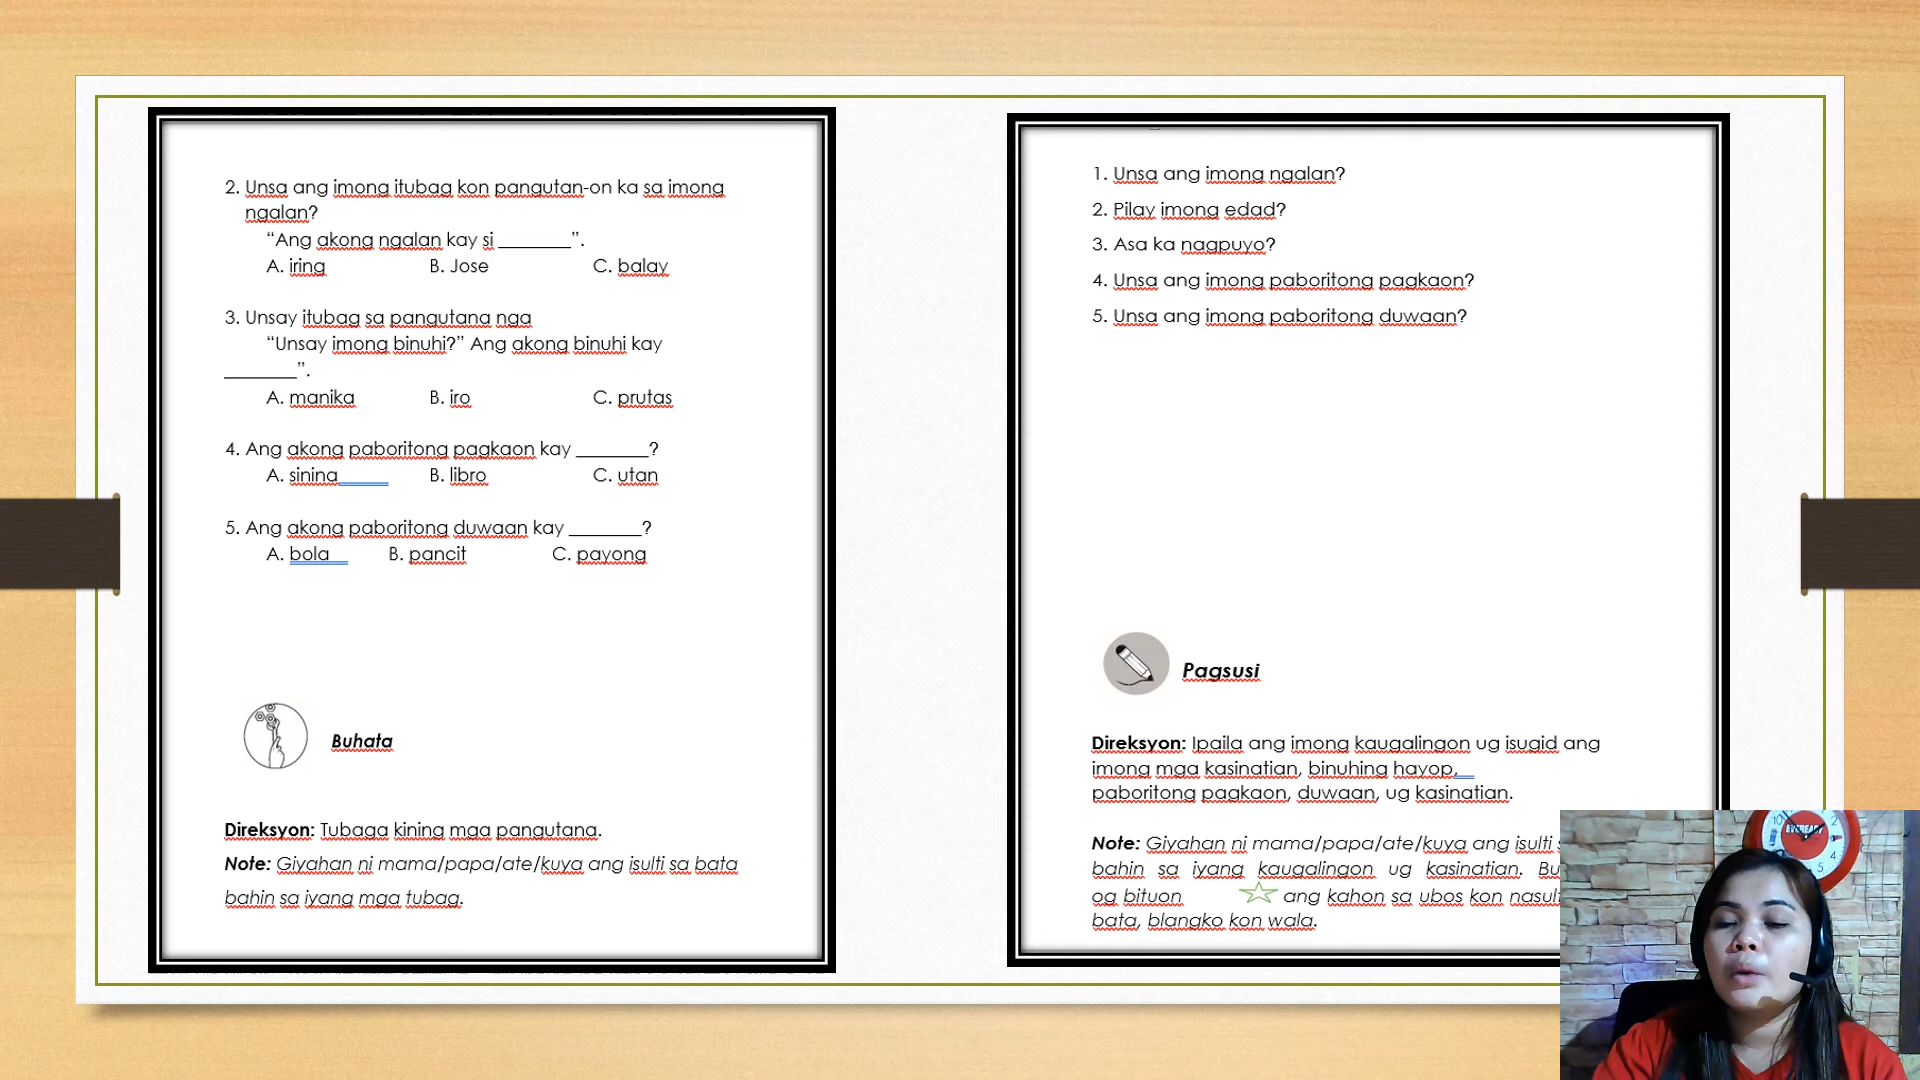 2. Unsa ang imong itubag kon pangutan-on ka sa imong
ngalan?
“Ang akong ngalan kay si ________”.
A. iring B. Jose C. balay
3. Unsay itubag sa pangutana nga
“Unsay imong binuhi?” Ang akong binuhi kay
________”.
A. manika B. iro C. prutas
4. Ang akong paboritong pagkaon kay ________?
A. sinina B. libro C. utan
5. Ang akong paboritong duwaan kay ________?
A. bola B. pancit C. payong
Buhata
Direksyon: Tubaga kining mga pangutana.
Note: Giyahan ni mama/papa/ate/kuya ang isulti sa bata
bahin sa iyang mga tubag.
1. Unsa ang imong ngalan?
2. Pilay imong edad?
3. Asa ka nagpuyo?
4. Unsa ang imong paboritong pagkaon?
5. Unsa ang imong paboritong duwaan?
Pagsusi
Direksyon: Ipaila ang imong kaugalingon ug isugid ang
imong mga kasinatian, binuhing hayop,
paboritong pagkaon, duwaan, ug kasinatian.
Note: Giyahan ni mama/papa/ate/kuya ang isulti
bahin sa iyang kaugalingon ug kasinatian.
og bituon ang kahon sa ubos kon
bata, blangko kon wala.
EVEREADY
10 2 4 5